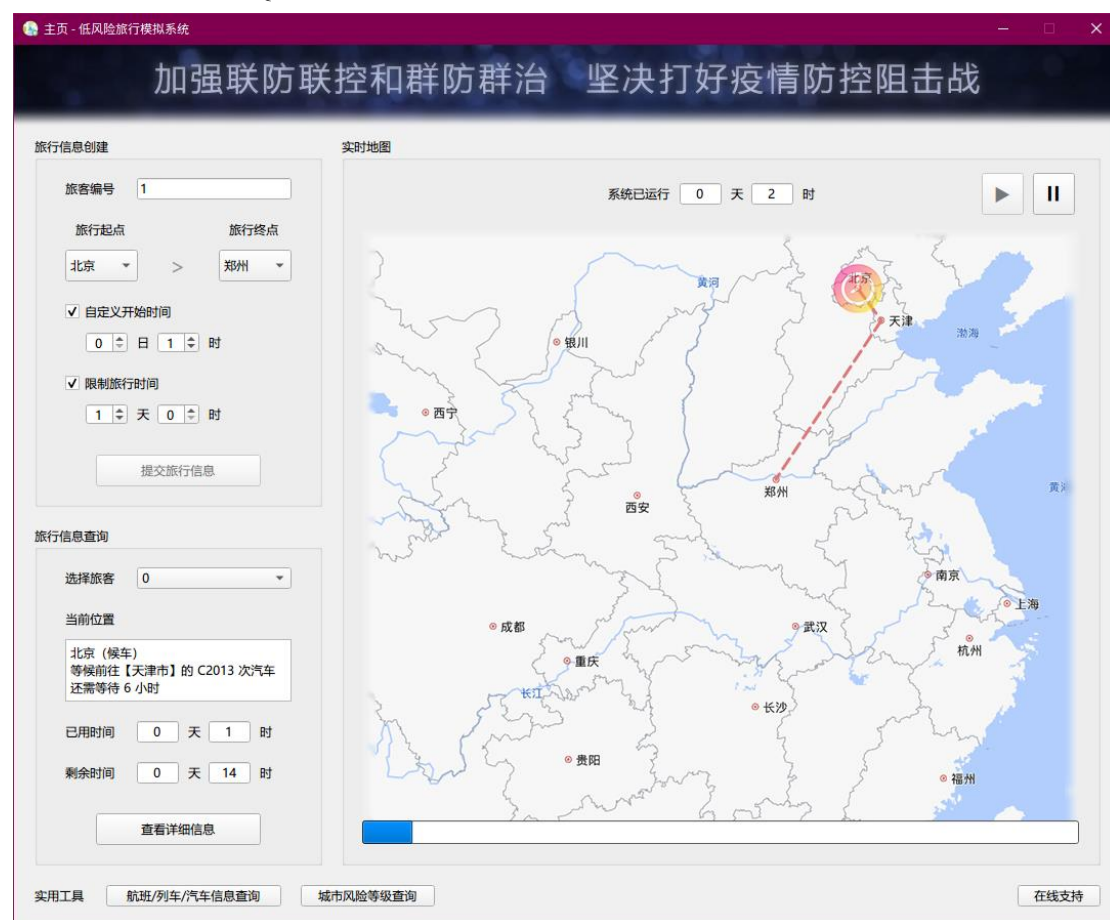 主页 - 低风险旅行模拟系统
加强联防联控和群防群治 坚决打好疫情防控阻击战
旅行信息创建
旅客编号 1
旅行起点 旅行终点
北京 > 郑州
自定义开始时间
0 日 1 时
限制旅行时间
1 天 0 时
提交旅行信息
旅行信息查询
选择旅客 0
当前位置
北京（候车）
等候前往【天津市】的 C2013 次汽车
还需等待 6 小时
已用时间 0 天 1 时
剩余时间 0 天 14 时
查看详细信息
实时地图
系统已运行 0 天 2 时
黄河
北京
天津
渤海
银川
西宁
郑州
西安
黄
南京
上海
成都
武汉
杭州
重庆
长江
长沙
贵阳
福州
实用工具 航班/列车/汽车信息查询 城市风险等级查询 在线支持